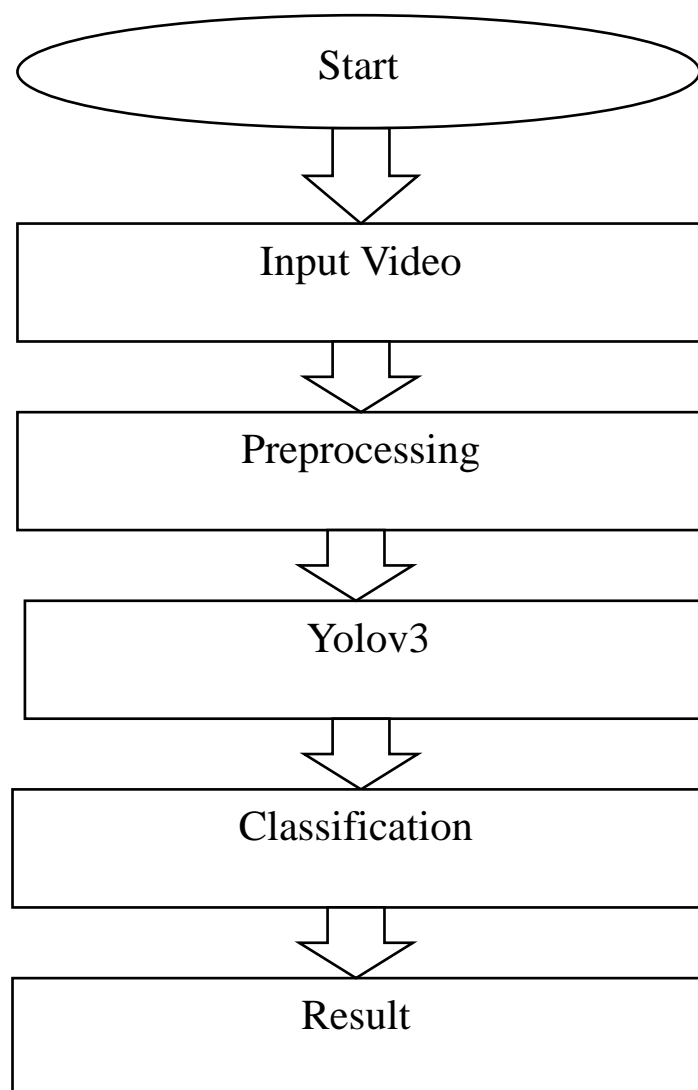 Start
Input Video
Preprocessing
Yolov3
Classification
Result